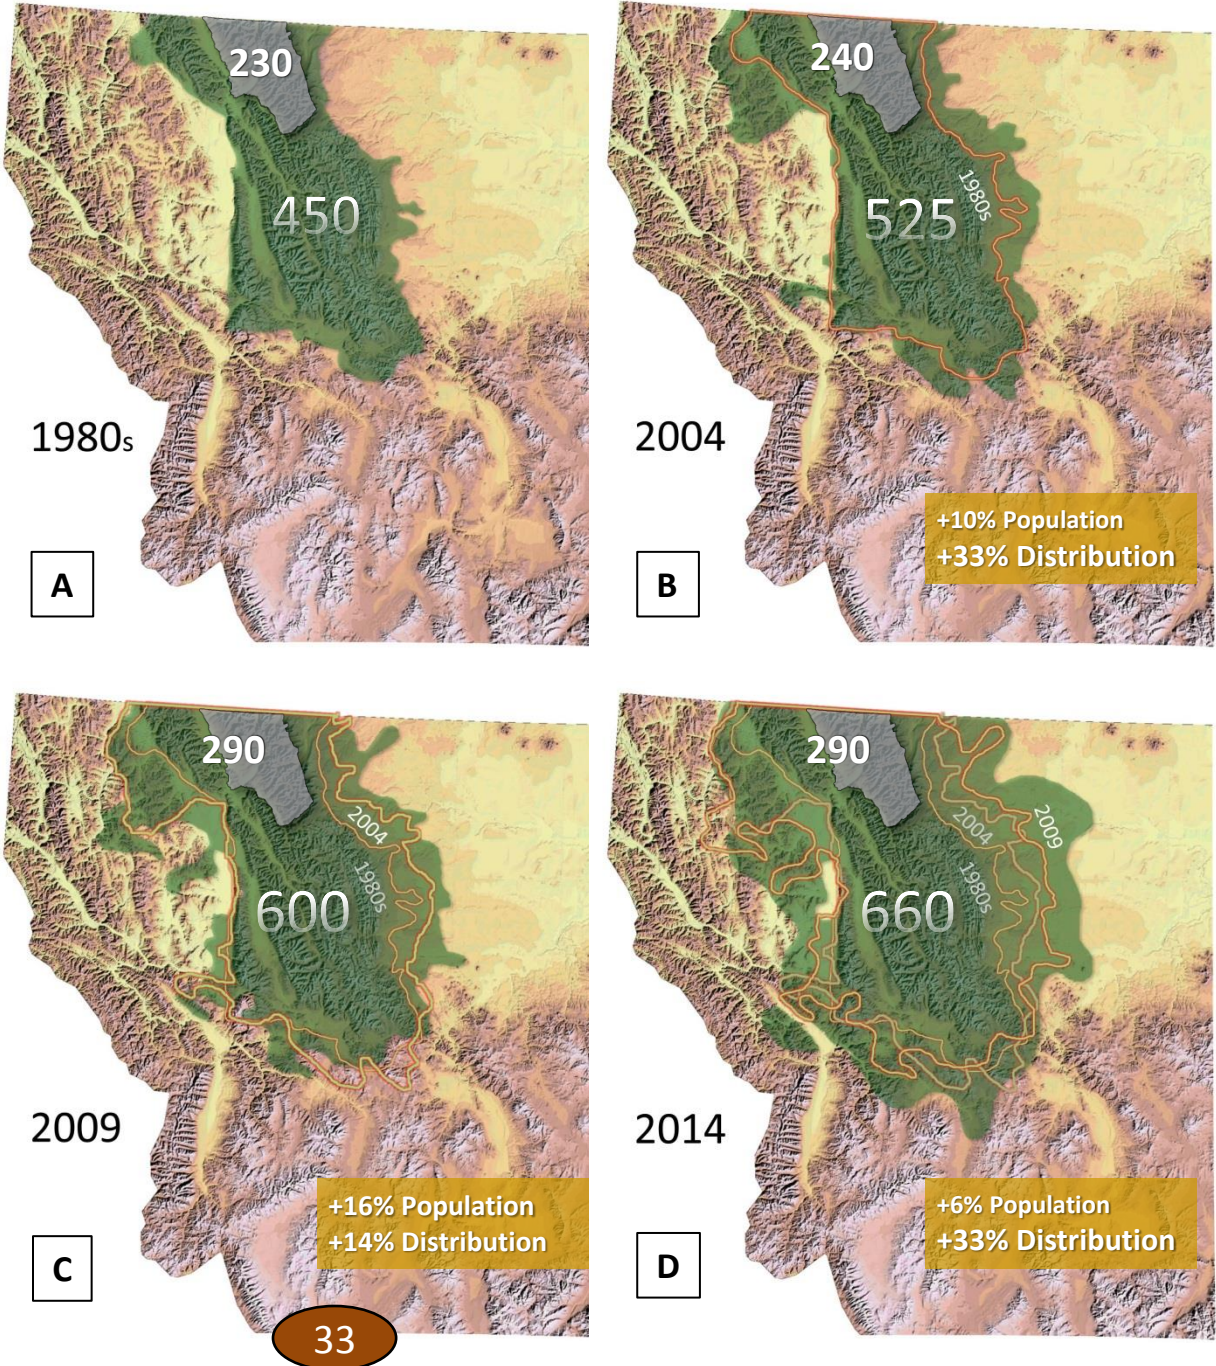 230
450
1980s
A
240
1980s
525
2004
+10% Population
+33% Distribution
B
290
2004
1980s
600
2009
+16% Population
+14% Distribution
C
33
290
2004
2009
1980s
660
2014
+6% Population
+33% Distribution
D